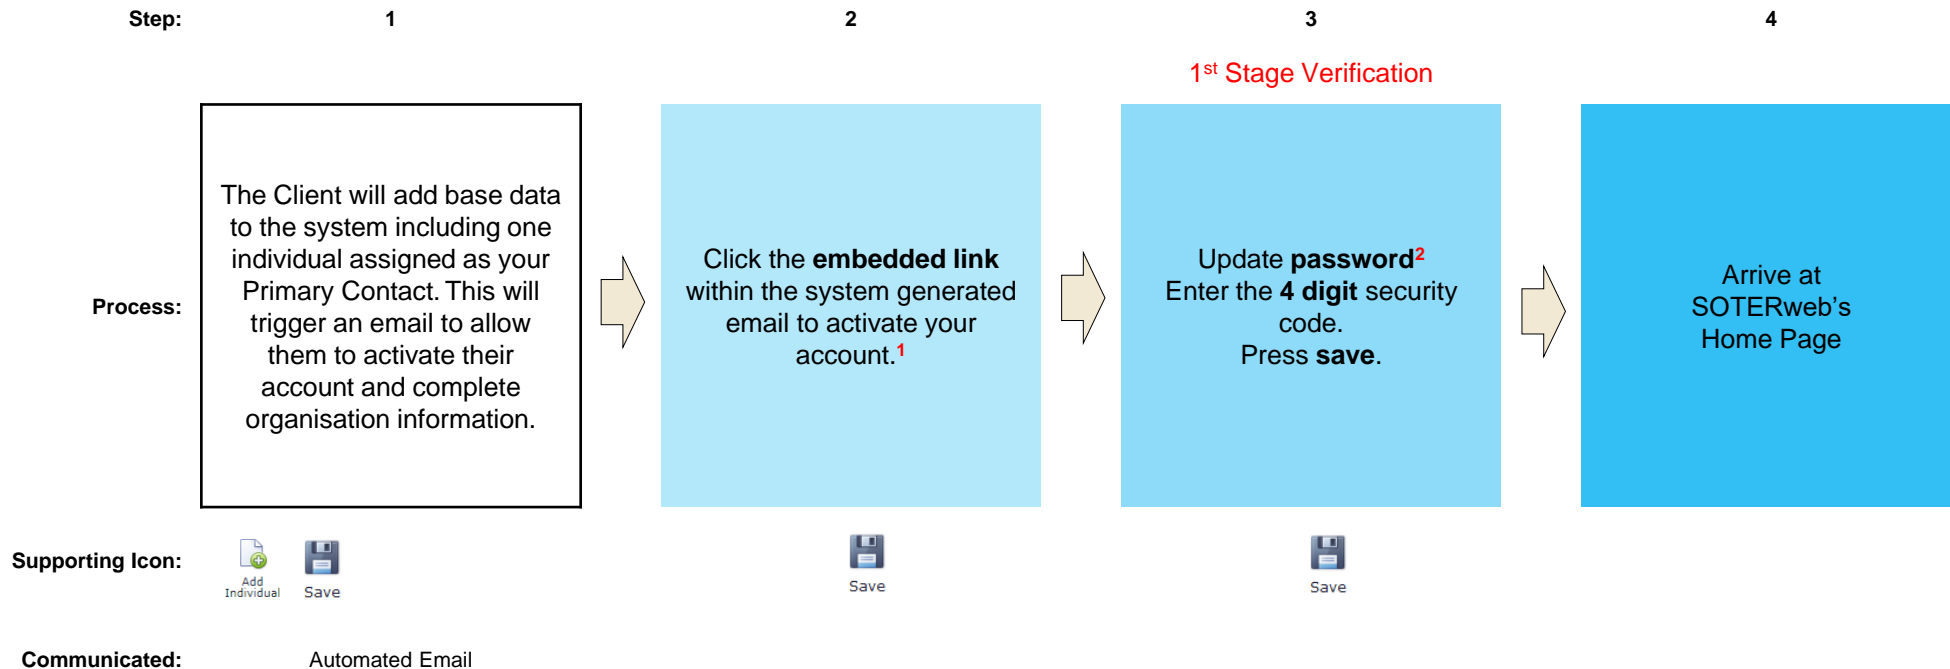 Step:
1
2
3
4
1st Stage Verification
Process:
The Client will add base data
to the system including one
individual assigned as your
Primary Contact. This will
trigger an email to allow
them to activate their
account and complete
organisation information.
Click the embedded link
within the system generated
email to activate your
account.1
Update password2
Enter the 4 digit security
code.
Press save.
Arrive at
SOTERweb's
Home Page
Supporting Icon:
Add
Individual
Save
Save
Save
Communicated:
Automated Email